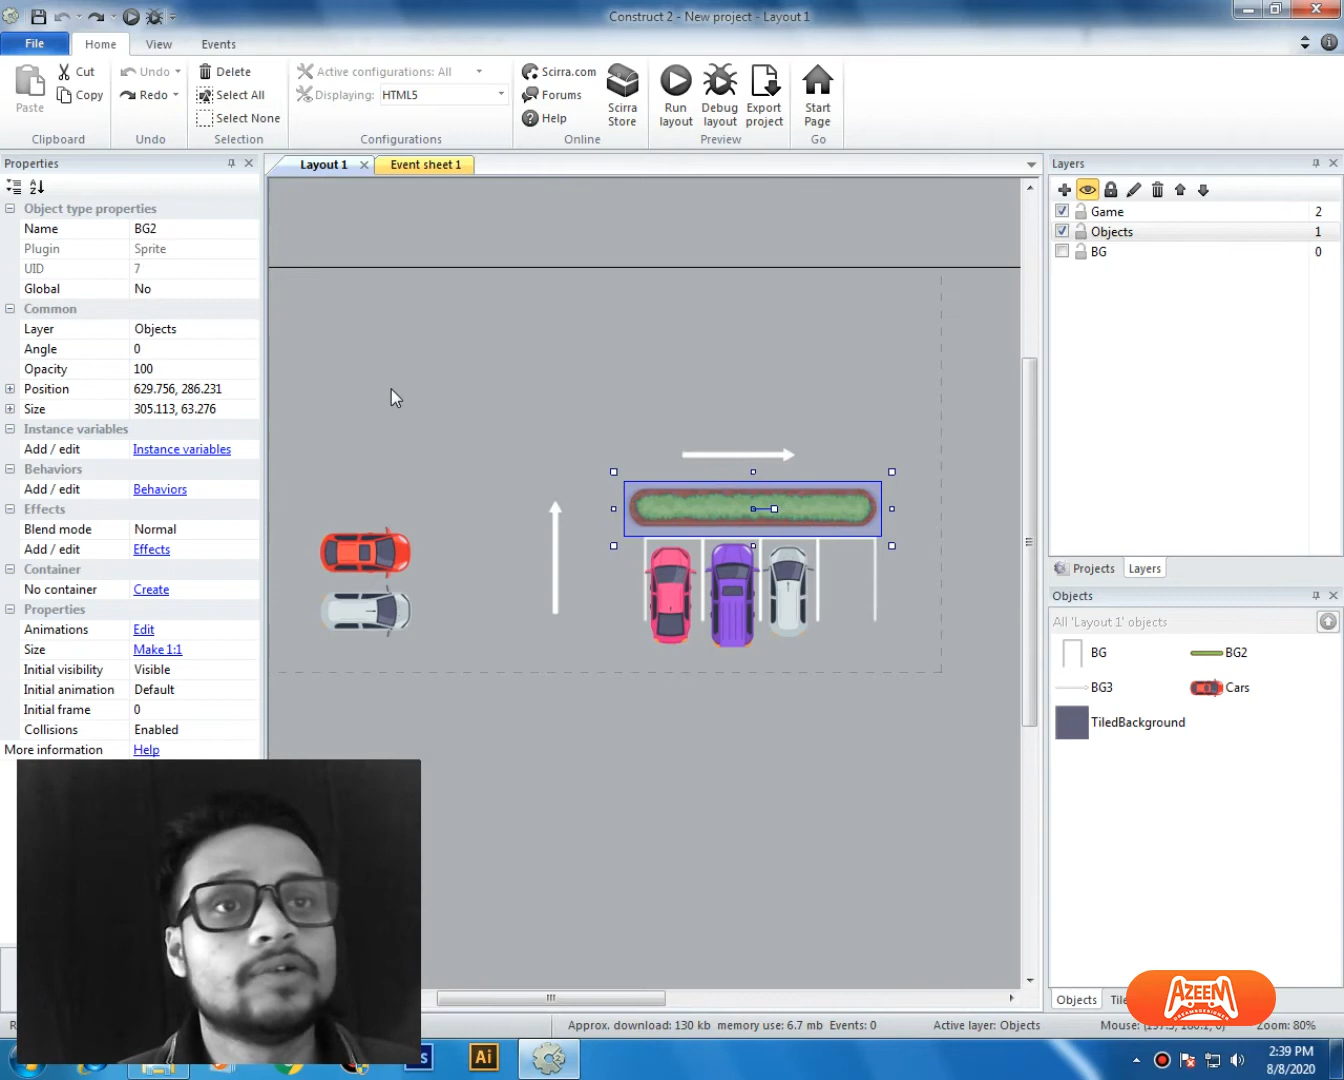 Construct 2 - New project - Layout 1
File Home View Events
Paste
Cut
Copy
Clipboard
Undo
Redo
Undo
Delete
Select All
Select None
Selection
Active configurations: All
Displaying: HTML5
Configurations
Scirra.com
Forums
Help
Scirra Store
Online
Run layout
Debug layout
Export project
Preview
Start Page
Go
Properties
Object type properties
Name BG2
Plugin Sprite
UID 7
Global No
Common
Layer Objects
Angle 0
Opacity 100
Position 629.756, 286.231
Size 305.113, 63.276
Instance variables
Add / edit Instance variables
Behaviors
Add / edit Behaviors
Effects
Blend mode Normal
Add / edit Effects
Container
No container Create
Properties
Animations Edit
Size Make 1:1
Initial visibility Visible
Initial animation Default
Initial frame 0
Collisions Enabled
More information Help
Layout 1 Event sheet 1
Layers
Game 2
Objects 1
BG 0
Projects Layers
Objects
All 'Layout 1' objects
BG BG2
BG3 Cars
TiledBackground
AZEEM
Objects
Approx. download: 130 kb memory use: 6.7 mb Events: 0 Active layer: Objects Zoom: 80%
Ai
2:39 PM
8/8/2020